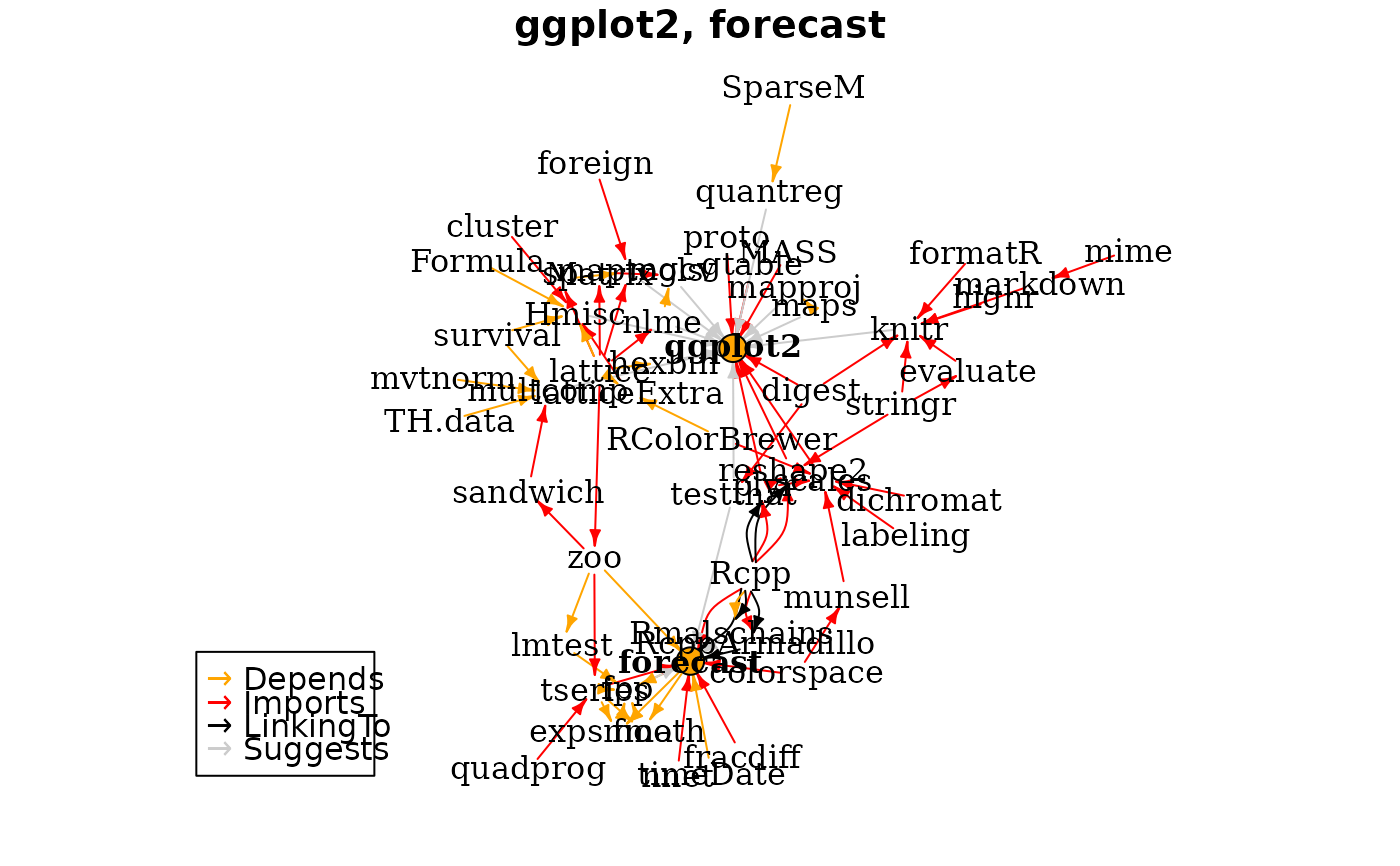 ggplot2, forecast
SparseM
foreign
quantreg
cluster
proto
MASS
formatR
mime
Formula
gtable
mgcv
Matrix
mapproj
markdown
highr
maps
Hmisc
nlme
knitr
survival
ggplot2
hexbin
lattice
evaluate
mvtnorm
multcomp
latticeExtra
digest
stringr
TH.data
RColorBrewer
reshape2
plyr
scales
testthat
sandwich
dichromat
labeling
zoo
Rcpp
munsell
Rmalschains
RcppArmadillo
lmtest
forecast
colorspace
tseries
fpp
expsmooth
fma
fracdiff
quadprog
timeDate
nnet
→ Depends
→ Imports
→ LinkingTo
→ Suggests